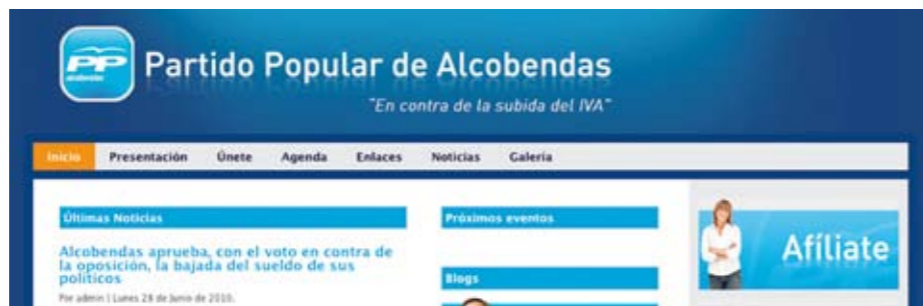 PP
alcobendas
Partido Popular de Alcobendas
"En contra de la subida del IVA"
Inicio Presentación Únete Agenda Enlaces Noticias Galería
Últimas Noticias
Alcobendas aprueba, con el voto en contra de
la oposición, la bajada del sueldo de sus
políticos
Por admin | Lunes 28 de Junio de 2010.
Próximos eventos
Blogs
Afíliate